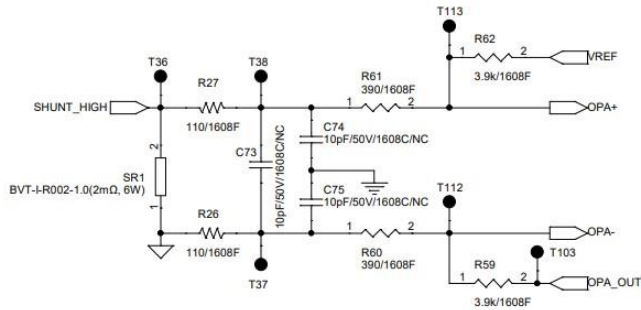 T113
R62
1
2
VREF
3.9k/1608F
T36
T38
R27
R61
1
2
SHUNT_HIGH
OPA+
110/1608F
390/1608F
C74
10pF/50V/1608C/NC
2
C73
10pF/50V/1608C/NC
SR1
BVT-I-R002-1.0(2mΩ, 6W)
1
C75
10pF/50V/1608C/NC
T112
R26
1
2
OPA-
110/1608F
R60
390/1608F
T37
R59
T103
1
2
OPA_OUT
3.9k/1608F